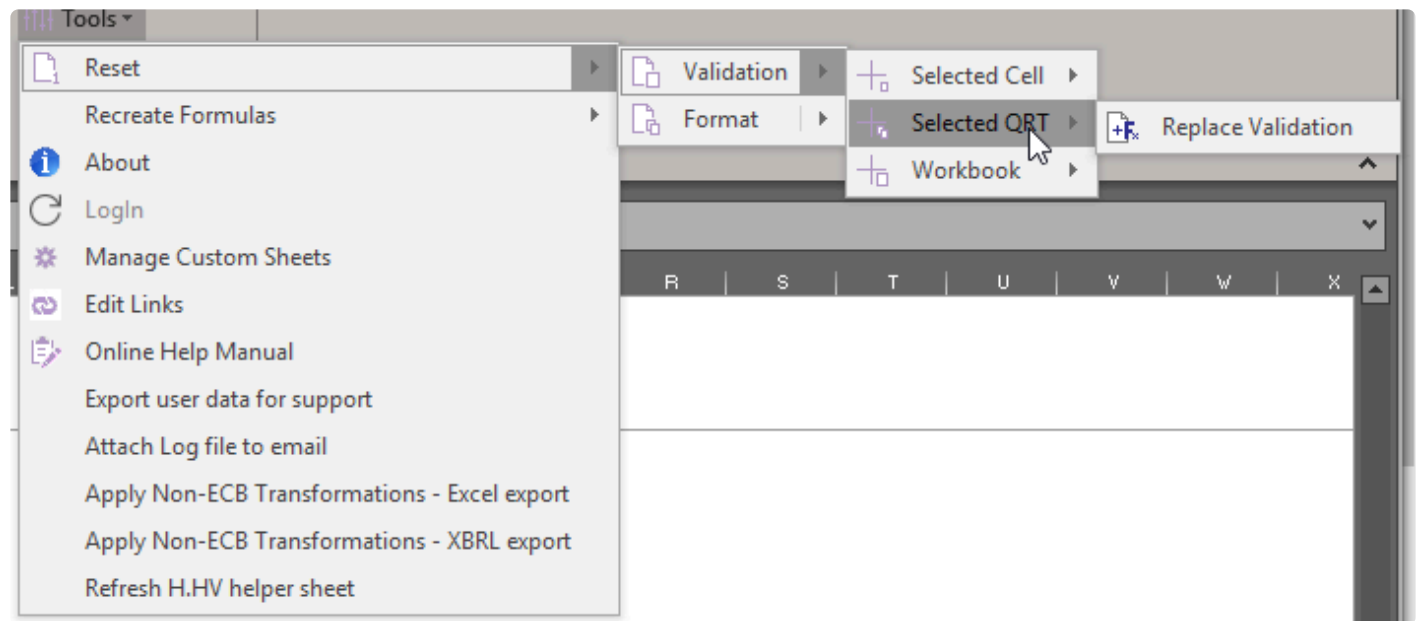 Tools
Reset
Recreate Formulas
About
LogIn
Manage Custom Sheets
Edit Links
Online Help Manual
Export user data for support
Attach Log file to email
Apply Non-ECB Transformations - Excel export
Apply Non-ECB Transformations - XBRL export
Refresh H.HV helper sheet
Validation
Format
Selected Cell
Selected QRT
Workbook
Replace Validation
R S T U V W X